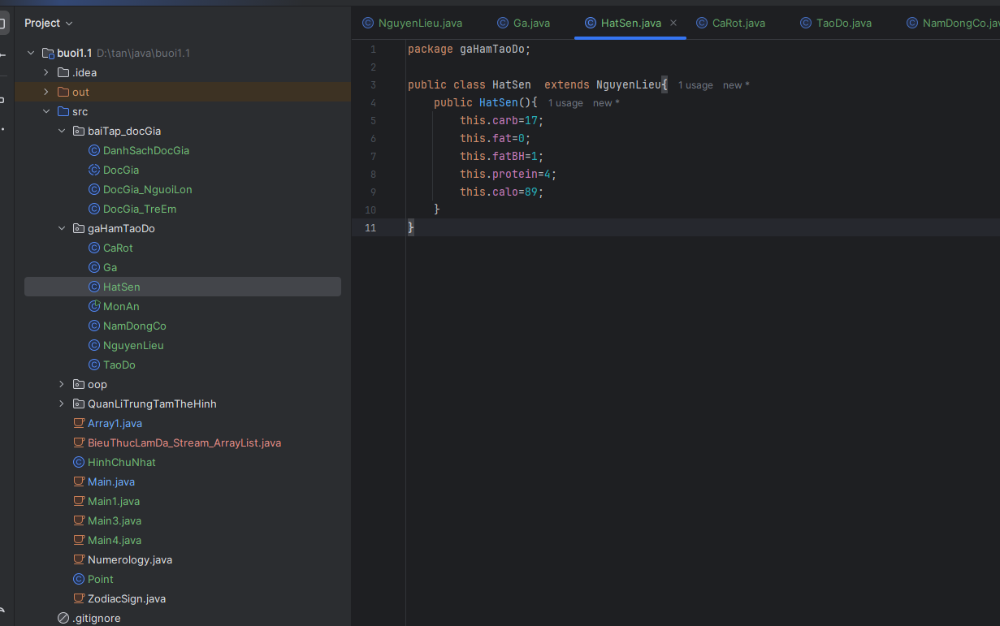 Project
buoi1.1 D:\tan\java\buoi1.1
.idea
out
src
baiTap_docGia
DanhSachDocGia
DocGia
DocGia_NguoiLon
DocGia_TreEm
gaHamTaoDo
CaRot
Ga
HatSen
MonAn
NamDongCo
NguyenLieu
TaoDo
oop
QuanLiTrungTamTheHinh
Array1.java
BieuThucLamDa_Stream_ArrayList.java
HinhChuNhat
Main.java
Main1.java
Main3.java
Main4.java
Numerology.java
Point
ZodiacSign.java
.gitignore
NguyenLieu.java Ga.java HatSen.java CaRot.java TaoDo.java NamDongCo.jav
1 package gaHamTaoDo;
2
3 public class HatSen  extends NguyenLieu{ 1 usage new *
4     public HatSen(){ 1 usage new *
5         this.carb=17;
6         this.fat=0;
7         this.fatBH=1;
8         this.protein=4;
9         this.calo=89;
10     }
11 }